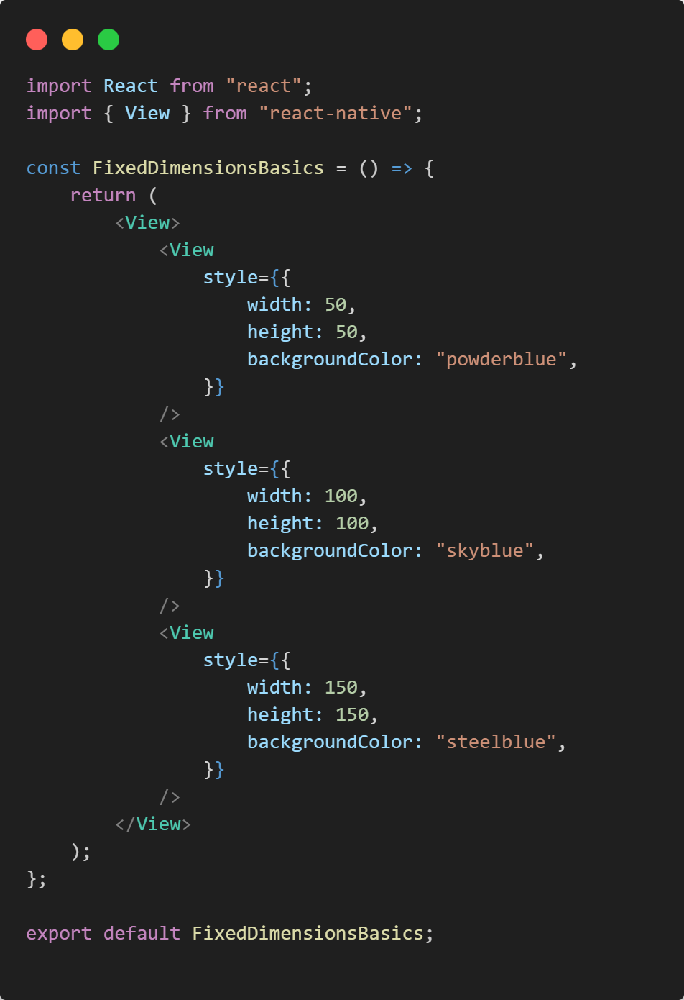 import React from "react";
import { View } from "react-native";

const FixedDimensionsBasics = () => {
    return (
        <View>
            <View
                style={{
                    width: 50,
                    height: 50,
                    backgroundColor: "powderblue",
                }}
            />
            <View
                style={{
                    width: 100,
                    height: 100,
                    backgroundColor: "skyblue",
                }}
            />
            <View
                style={{
                    width: 150,
                    height: 150,
                    backgroundColor: "steelblue",
                }}
            />
        </View>
    );
};

export default FixedDimensionsBasics;